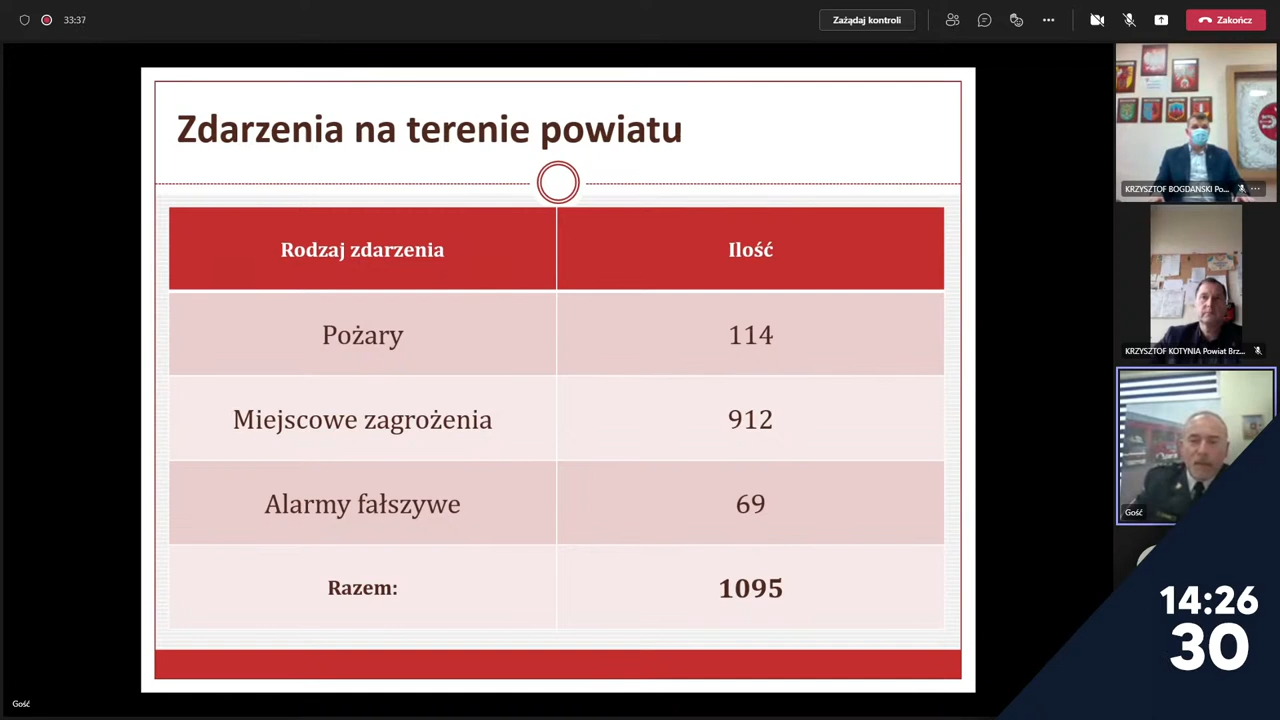 33:37
Zażądaj kontroli
Zakończ
Zdarzenia na terenie powiatu
Rodzaj zdarzenia
Ilość
Pożary
114
Miejscowe zagrożenia
912
Alarmy fałszywe
69
Razem:
1095
KRZYSZTOF BOGDAŃSKI Po...
KRZYSZTOF KOTYNIA Powiat Brz...
Gość
14:26
30
Gość